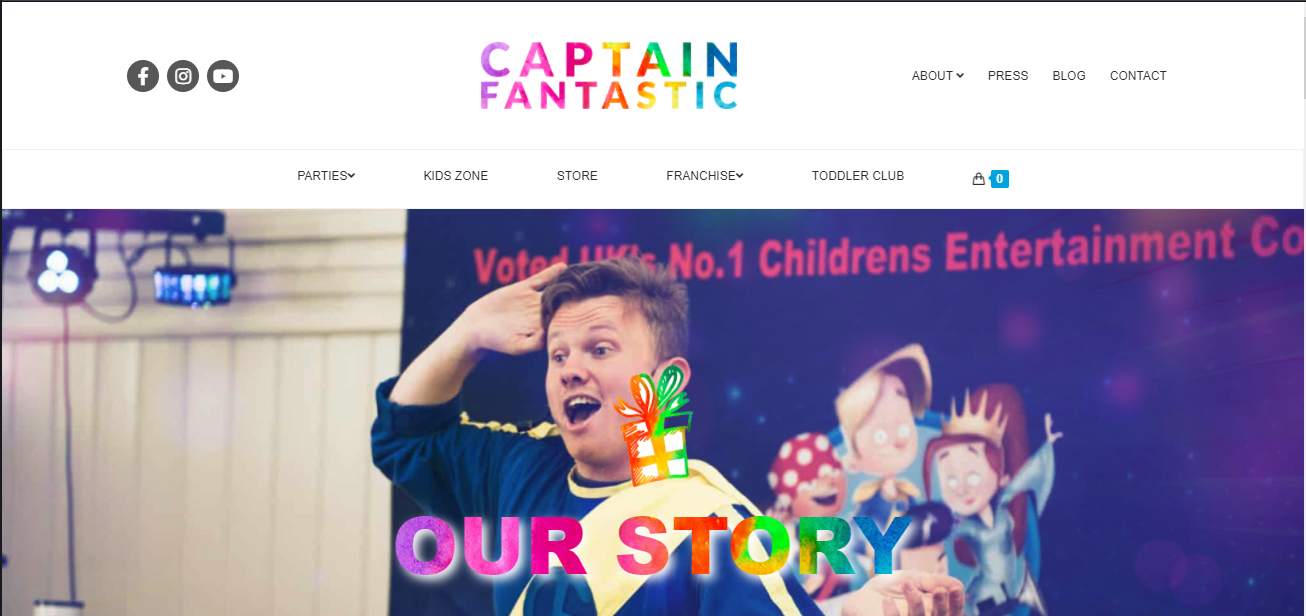 CAPTAIN
FANTASTIC
ABOUT PRESS BLOG CONTACT
PARTIES KIDS ZONE STORE FRANCHISE TODDLER CLUB 0
Voted UK's No.1 Childrens Entertainment Co
OUR STORY